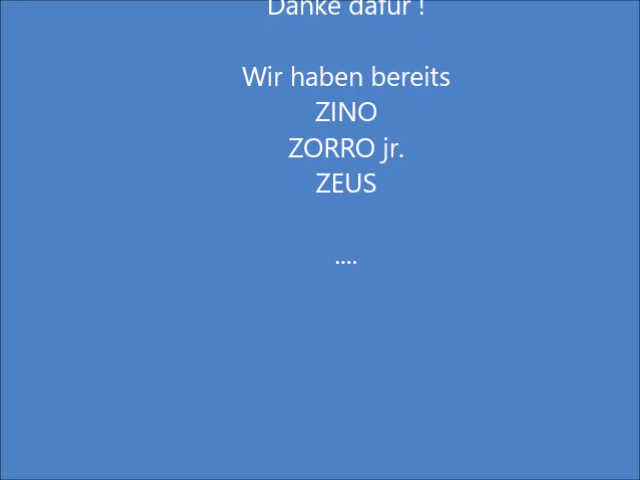 Danke dafür !
Wir haben bereits
ZINO
ZORRO jr.
ZEUS
....